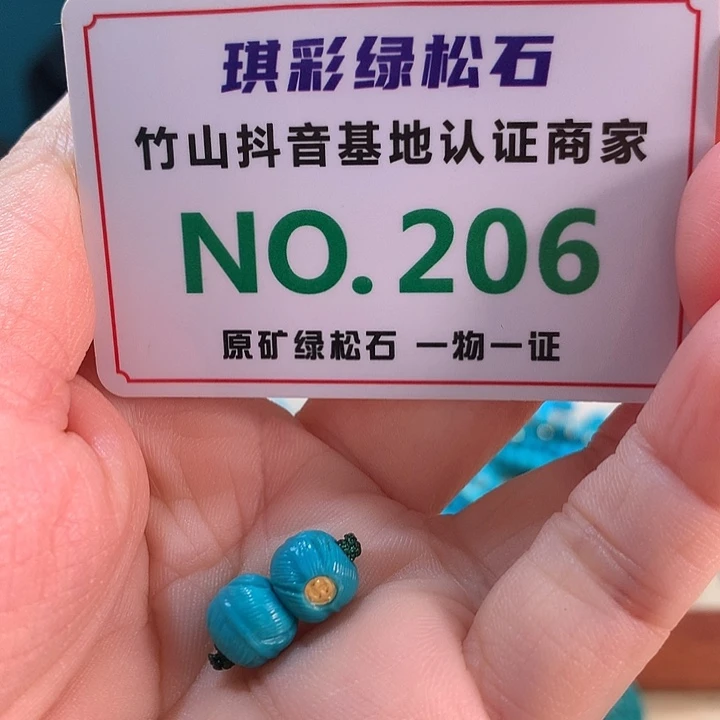 琪彩绿松石
竹山抖音基地认证商家
NO.206
原矿绿松石 一物一证